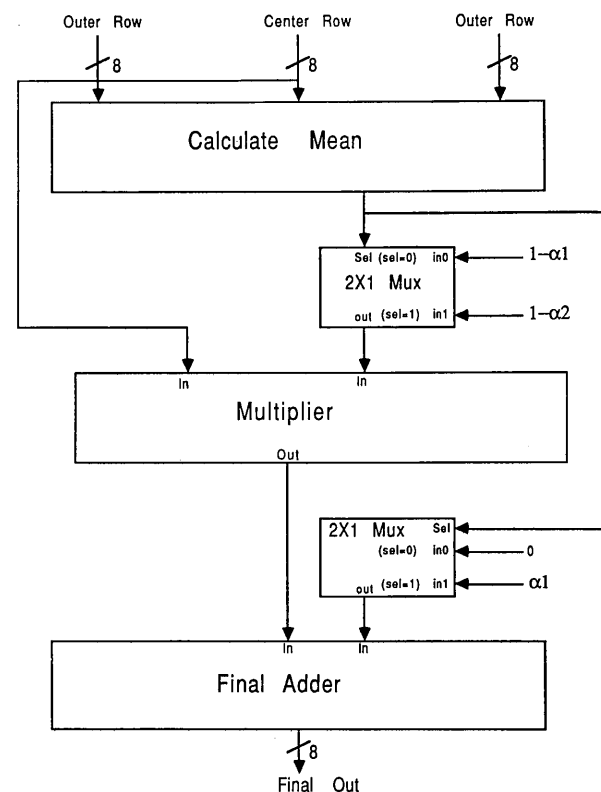 Outer Row
Center Row
Outer Row
8
8
8
Calculate Mean
Sel (sel=0) in0
1-α1
2X1 Mux
out (sel=1) in1
1-α2
In
In
Multiplier
Out
2X1 Mux Sel
(sel=0) in0
0
out (sel=1) in1
α1
In
In
Final Adder
8
Final Out